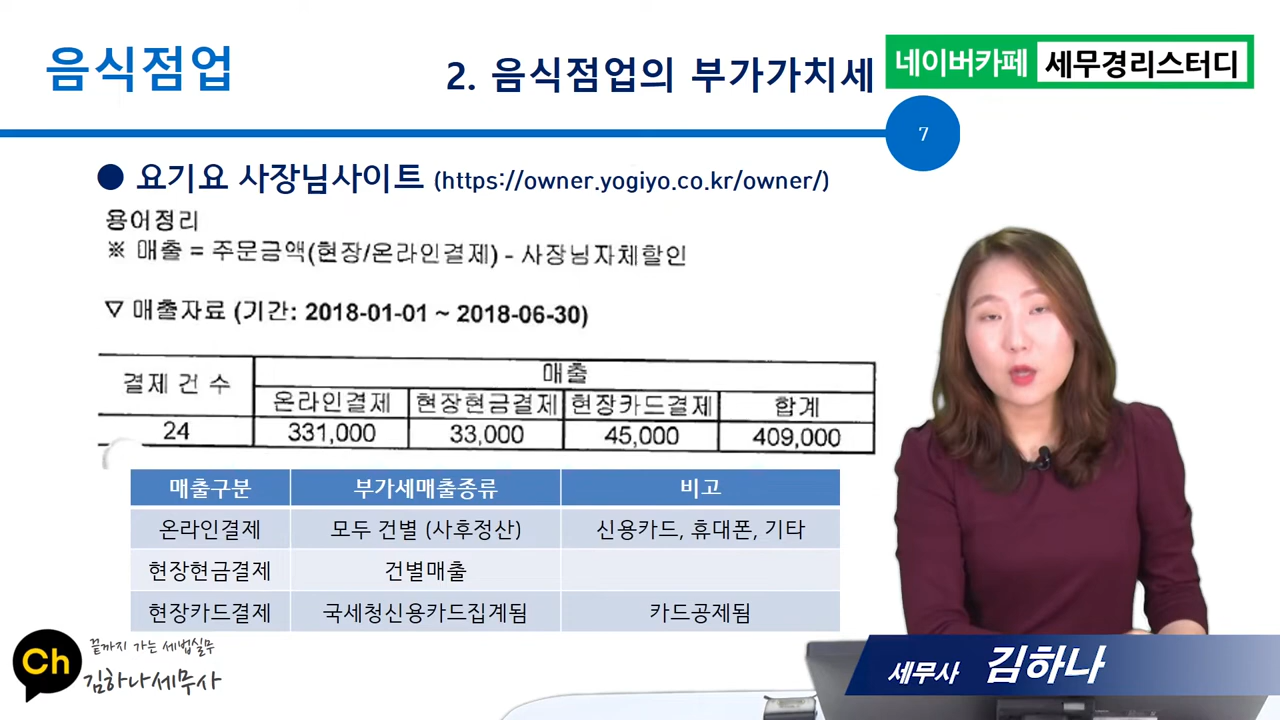 음식점업
2. 음식점업의 부가가치세
네이버카페 세무경리스터디
7
● 요기요 사장님사이트 (https://owner.yogiyo.co.kr/owner/)
용어정리
※ 매출 = 주문금액(현장/온라인결제) - 사장님자체할인
▽ 매출자료 (기간: 2018-01-01 ~ 2018-06-30)
결제 건 수 매출
온라인결제 현장현금결제 현장카드결제 합계
24 331,000 33,000 45,000 409,000
매출구분 부가세매출종류 비고
온라인결제 모두 건별 (사후정산) 신용카드, 휴대폰, 기타
현장현금결제 건별매출
현장카드결제 국세청신용카드집계됨 카드공제됨
Ch
끝까지 가는 세법실무
김하나세무사
세무사 김하나